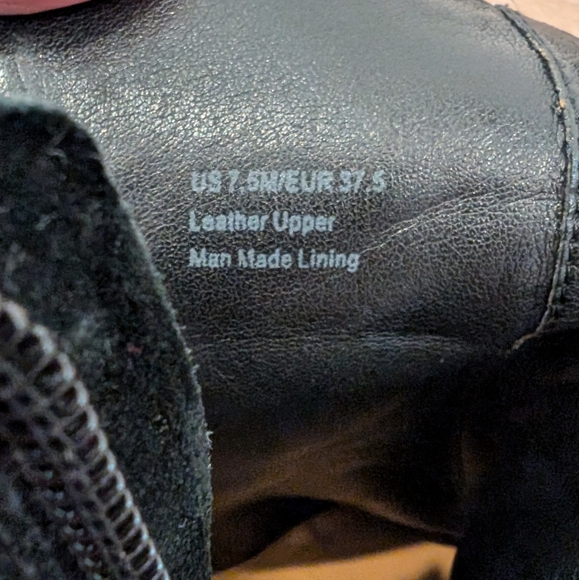 US 7.5M/EUR 37.5
Leather Upper
Man Made Lining